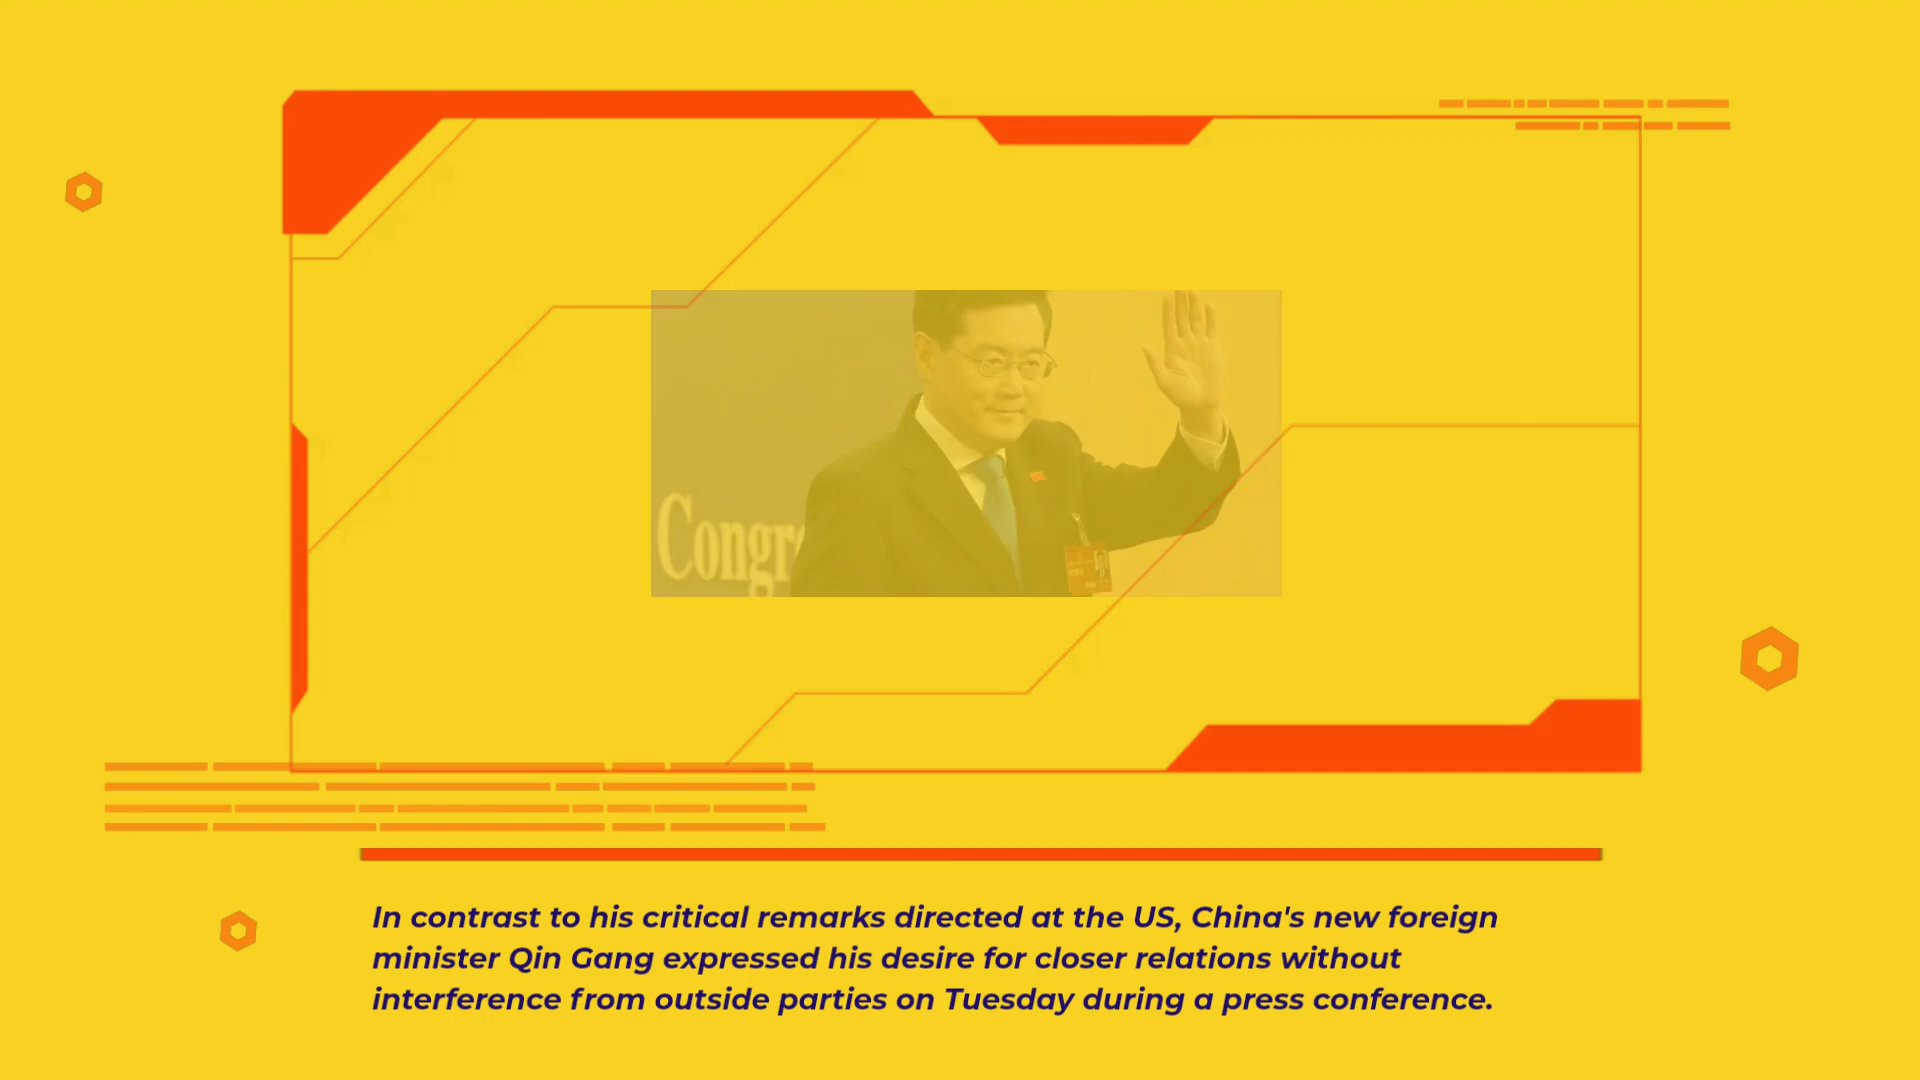 Congr
In contrast to his critical remarks directed at the US, China's new foreign
minister Qin Gang expressed his desire for closer relations without
interference from outside parties on Tuesday during a press conference.